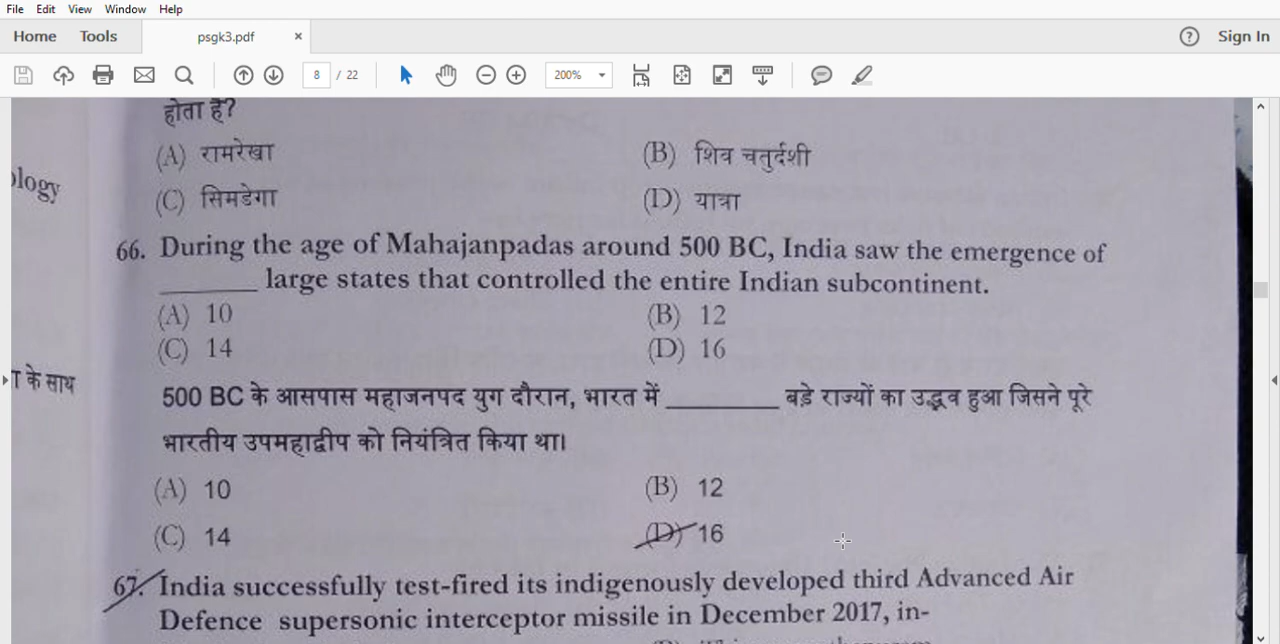 File Edit View Window Help
Home Tools psgk3.pdf × ? Sign In
8 / 22 200%
होता है?
(A) रामरेखा (B) शिव चतुर्दशी
ology
(C) सिमडेगा (D) यात्रा
66. During the age of Mahajanpadas around 500 BC, India saw the emergence of
________ large states that controlled the entire Indian subcontinent.
(A) 10 (B) 12
(C) 14 (D) 16
के साथ
500 BC के आसपास महाजनपद युग दौरान, भारत में ________ बड़े राज्यों का उद्भव हुआ जिसने पूरे
भारतीय उपमहाद्वीप को नियंत्रित किया था।
(A) 10 (B) 12
(C) 14 (D) 16
67. India successfully test-fired its indigenously developed third Advanced Air
Defence supersonic interceptor missile in December 2017, in-